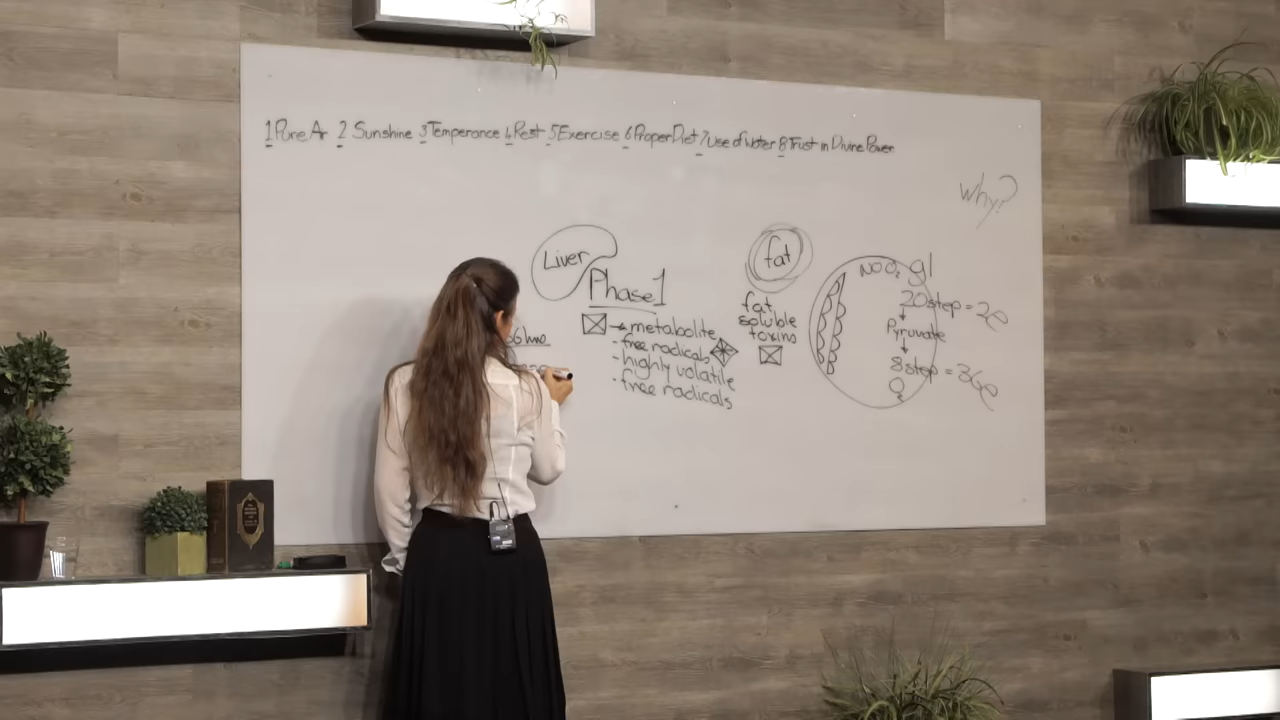 1 Pure Air 2 Sunshine 3 Temperance 4 Rest 5 Exercise 6 Proper Diet 7 Use of water 8 Trust in Divine Power
why?
Liver
Phase 1
→ metabolite
- free radicals
- highly volatile
- free radicals
fat
fat
soluble
toxins
NO O₂ gl
20 step = 2e
Pyruvate
8 step = 36e
O₂